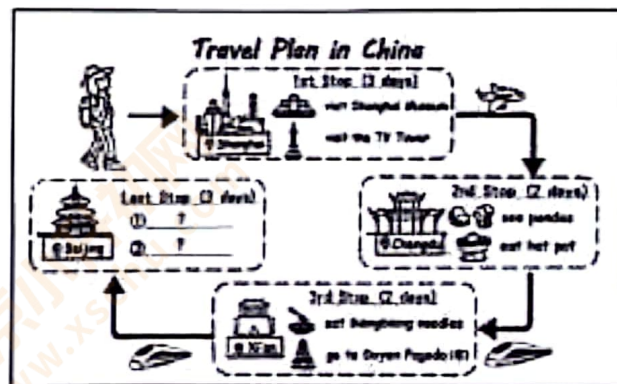 Travel Plan in China
1st Stop (3 days)
visit Shanghai Museum
visit the TV Tower
Shanghai
2nd Stop (2 days)
see pandas
eat hot pot
Chengdu
3rd Stop (2 days)
eat Biangbiang noodles
go to Dayan Pagoda (塔)
Xi'an
Last Stop (3 days)
① ?
② ?
Beijing